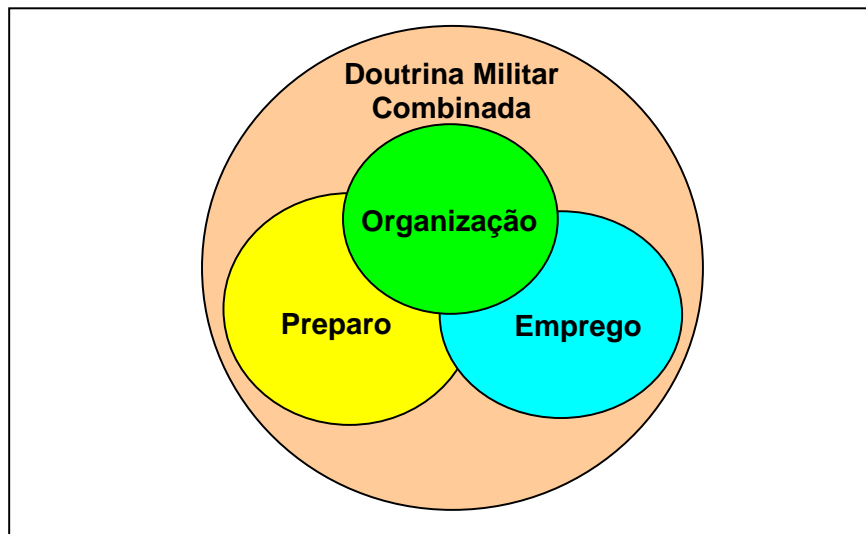 Doutrina Militar
Combinada
Organização
Preparo
Emprego